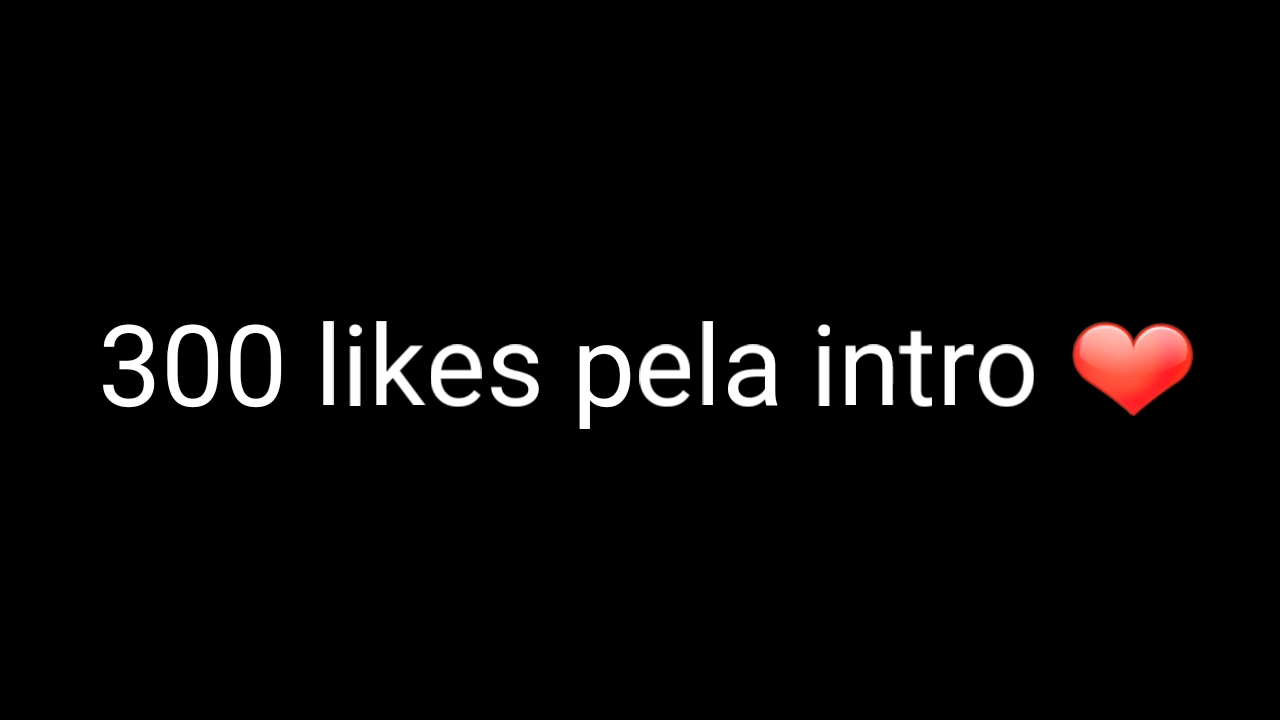 300 likes pela intro ❤️